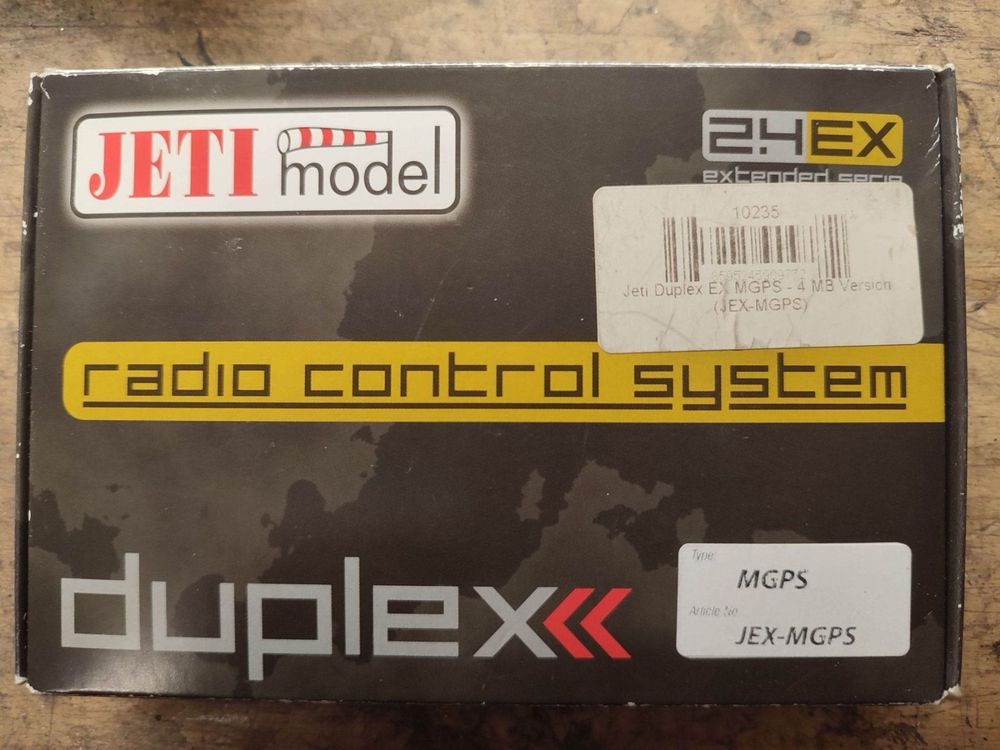 JETI model
2.4EX
extended serie
10235
Jeti Duplex EX MGPS - 4 MB Version
(JEX-MGPS)
radio control system
duplex
Type:
MGPS
Article No
JEX-MGPS